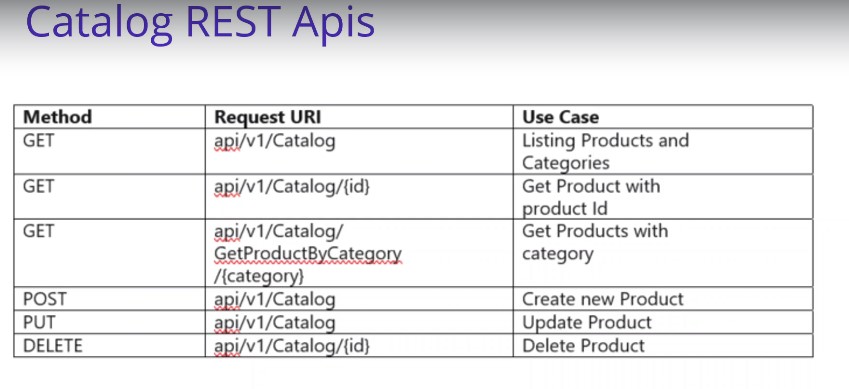 Catalog REST Apis
Method Request URI Use Case
GET api/v1/Catalog Listing Products and
Categories
GET api/v1/Catalog/{id} Get Product with
product Id
GET api/v1/Catalog/ Get Products with
GetProductByCategory category
/{category}
POST api/v1/Catalog Create new Product
PUT api/v1/Catalog Update Product
DELETE api/v1/Catalog/{id} Delete Product